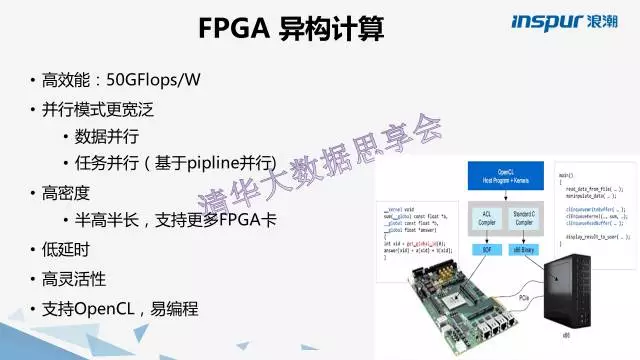 FPGA 异构计算
inspur 浪潮
• 高效能：50GFlops/W
• 并行模式更宽泛
• 数据并行
• 任务并行（基于pipline并行)
• 高密度
• 半高半长，支持更多FPGA卡
• 低延时
• 高灵活性
• 支持OpenCL，易编程
清华大数据思享会
OpenCL
Host Program + Kernels
ACL
Compiler
Standard C
Compiler
SOF
x86 Binary
__kernel void
sum(__global const float *a,
__global const float *b,
__global float *answer)
{
int xid = get_global_id(0);
answer[xid] = a[xid] + b[xid];
}
main()
{
read_data_from_file( … );
maninpulate_data( … );
clEnqueueWriteBuffer( … );
clEnqueueKernel(…, sum, …);
clEnqueueReadBuffer( … );
display_result_to_user( … );
}
PCIe
x86